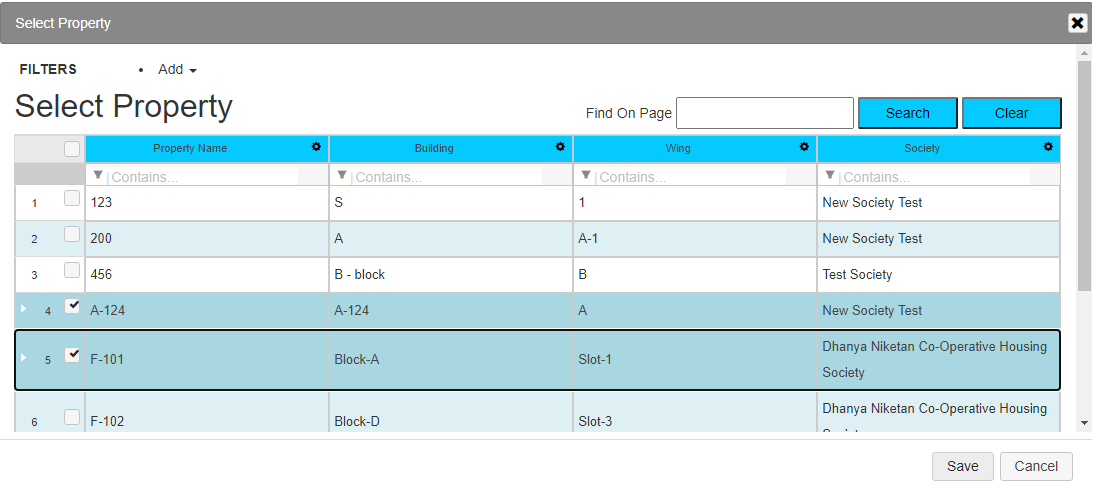 Select Property
FILTERS • Add
Select Property
Find On Page Search Clear
Property Name Building Wing Society
Contains... Contains... Contains... Contains...
1 123 S 1 New Society Test
2 200 A A-1 New Society Test
3 456 B - block B Test Society
4 A-124 A-124 A New Society Test
5 F-101 Block-A Slot-1 Dhanya Niketan Co-Operative Housing
Society
6 F-102 Block-D Slot-3 Dhanya Niketan Co-Operative Housing
Save Cancel